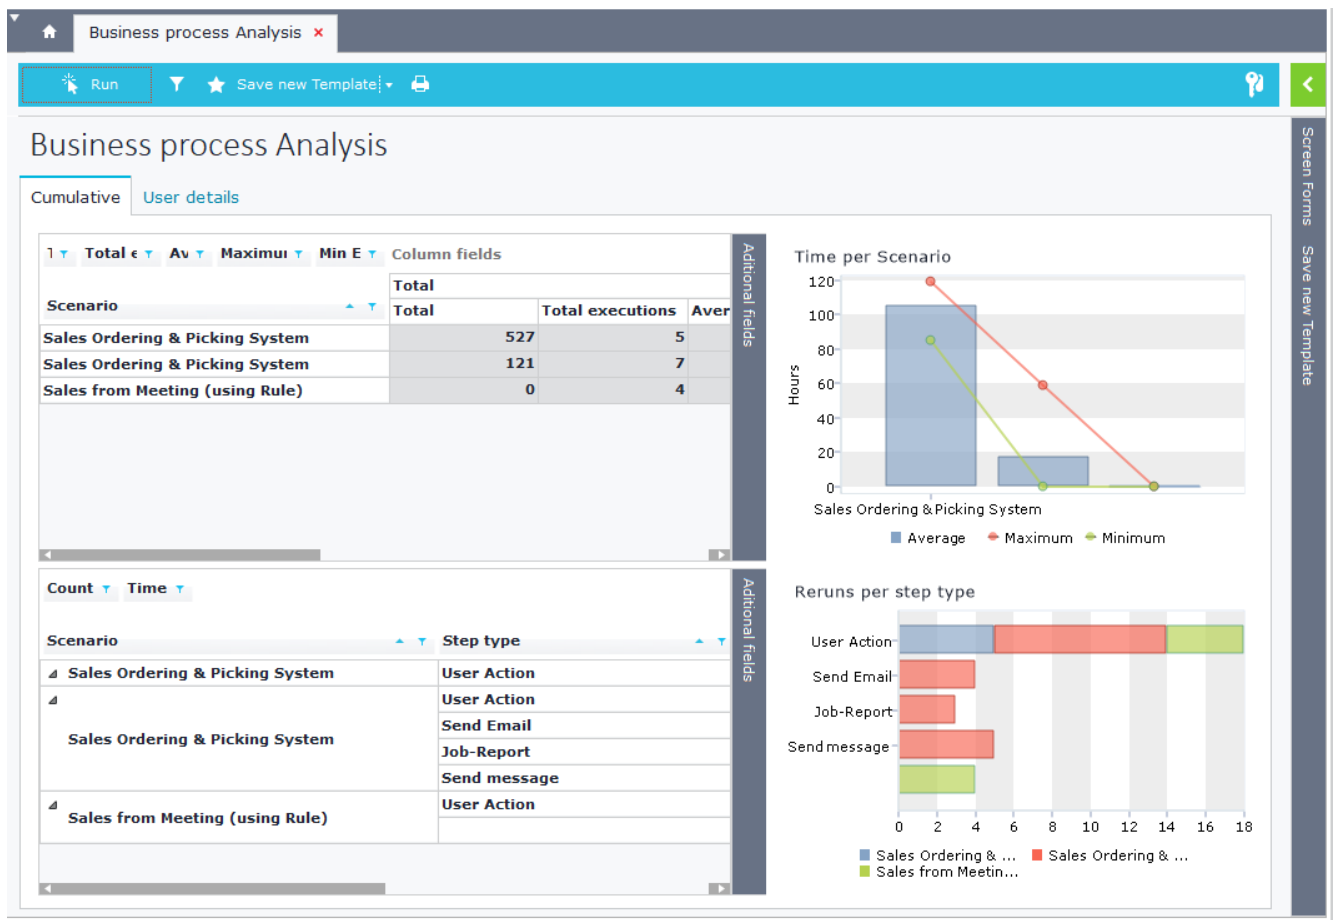 Business process Analysis ×
Run Save new Template
Business process Analysis
Cumulative User details
Total e Av Maximu Min E Column fields
Total
Scenario
Total Total executions Aver
Sales Ordering & Picking System 527 5
Sales Ordering & Picking System 121 7
Sales from Meeting (using Rule) 0 4
Aditional fields
Time per Scenario
120
100
80
60
40
20
0
Hours
Sales Ordering & Picking System
Average Maximum Minimum
Count Time
Scenario Step type
Sales Ordering & Picking System User Action
User Action
Send Email
Sales Ordering & Picking System
Job-Report
Send message
User Action
Sales from Meeting (using Rule)
Aditional fields
Reruns per step type
User Action
Send Email
Job-Report
Send message
0 2 4 6 8 10 12 14 16 18
Sales Ordering & ... Sales Ordering & ...
Sales from Meetin...
Screen Forms
Save new Template